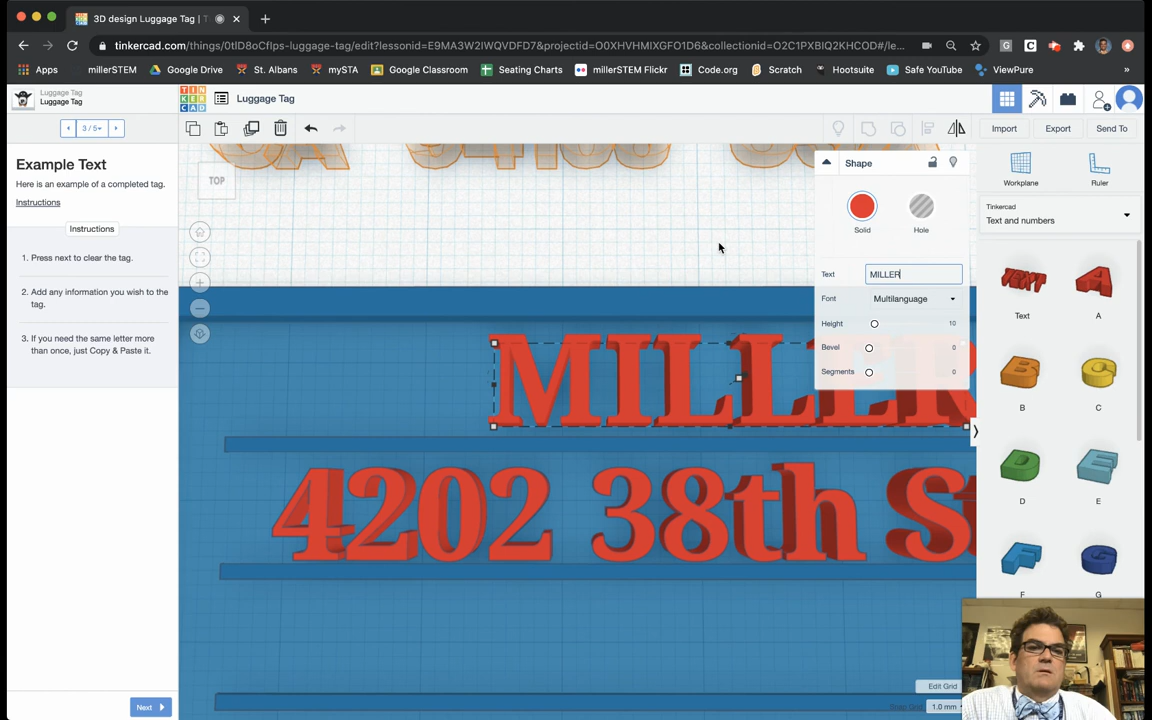 3D design Luggage Tag | T
tinkercad.com/things/0tlD8oCfIps-luggage-tag/edit?lessonid=E9MA3W2IWQVDFD7&projectid=O0XHVHMIXGFO1D6&collectionid=O2C1PXBIQ2KHCOD#/le...
Apps millerSTEM Google Drive St. Albans mySTA Google Classroom Seating Charts millerSTEM Flickr Code.org Scratch Hootsuite Safe YouTube ViewPure »
Luggage Tag
Luggage Tag
TINKERCAD
Luggage Tag
3 / 5
Import Export Send To
Example Text
Here is an example of a completed tag.
Instructions
Instructions
1. Press next to clear the tag.
2. Add any information you wish to the
tag.
3. If you need the same letter more
than once, just Copy & Paste it.
Next
TOP
MILLER
4202 38th St
Shape
Solid Hole
Text MILLER
Font Multilanguage
Height 10
Bevel 0
Segments 0
Workplane Ruler
Tinkercad
Text and numbers
TEXT A
Text A
B C
B C
D E
D E
F G
F G
Edit Grid
Snap Grid 1.0 mm